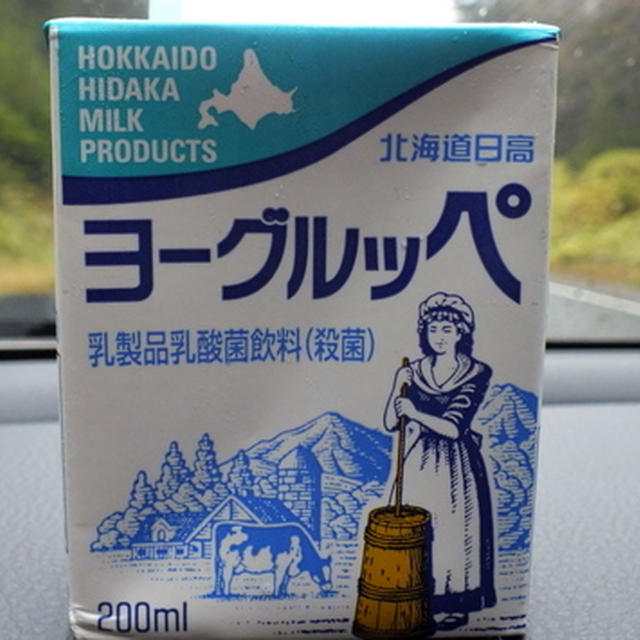 HOKKAIDO
HIDAKA
MILK
PRODUCTS
北海道日高
ヨーグルッペ
乳製品乳酸菌飲料(殺菌)
200ml